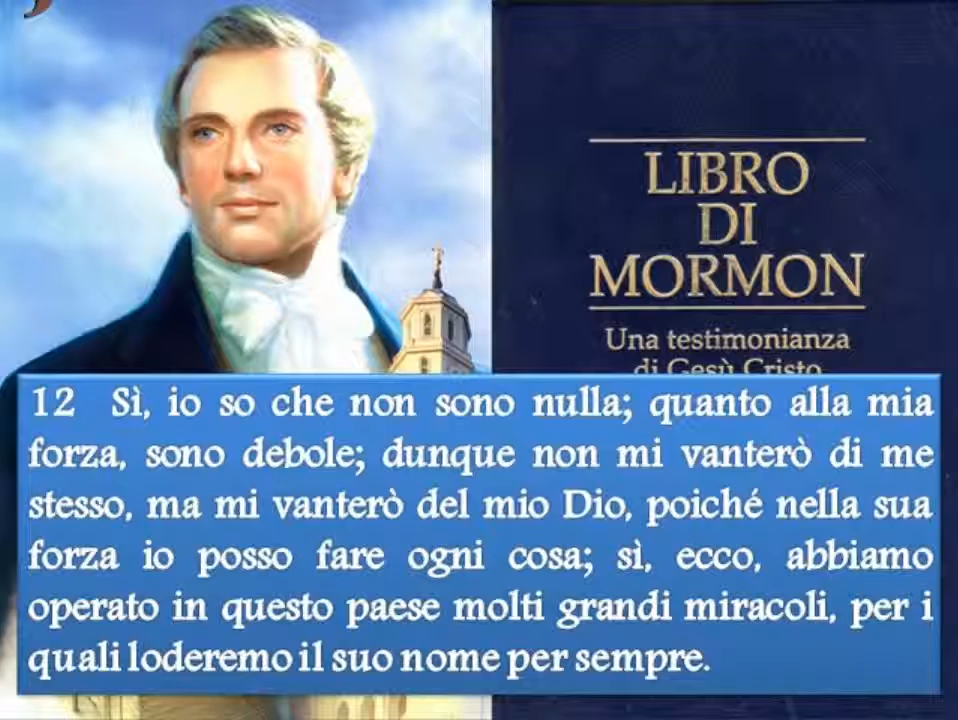 LIBRO
DI
MORMON
Una testimonianza
di Gesù Cristo
12 Sì, io so che non sono nulla; quanto alla mia
forza, sono debole; dunque non mi vanterò di me
stesso, ma mi vanterò del mio Dio, poiché nella sua
forza io posso fare ogni cosa; sì, ecco, abbiamo
operato in questo paese molti grandi miracoli, per i
quali loderemo il suo nome per sempre.